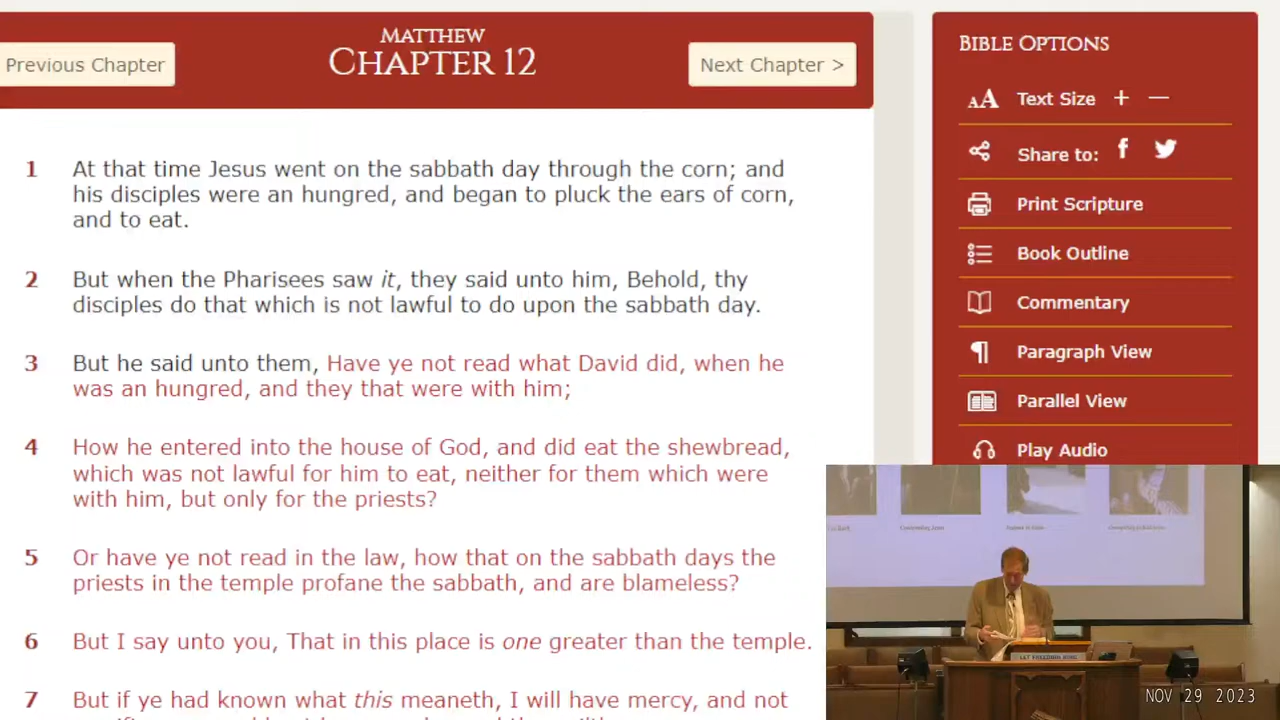 MATTHEW
CHAPTER 12
Previous Chapter
Next Chapter >
1 At that time Jesus went on the sabbath day through the corn; and
his disciples were an hungred, and began to pluck the ears of corn,
and to eat.
2 But when the Pharisees saw it, they said unto him, Behold, thy
disciples do that which is not lawful to do upon the sabbath day.
3 But he said unto them, Have ye not read what David did, when he
was an hungred, and they that were with him;
4 How he entered into the house of God, and did eat the shewbread,
which was not lawful for him to eat, neither for them which were
with him, but only for the priests?
5 Or have ye not read in the law, how that on the sabbath days the
priests in the temple profane the sabbath, and are blameless?
6 But I say unto you, That in this place is one greater than the temple.
7 But if ye had known what this meaneth, I will have mercy, and not
BIBLE OPTIONS
AA Text Size + —
Share to:
Print Scripture
Book Outline
Commentary
Paragraph View
Parallel View
Play Audio
LET FREEDOM RING
NOV 29 2023